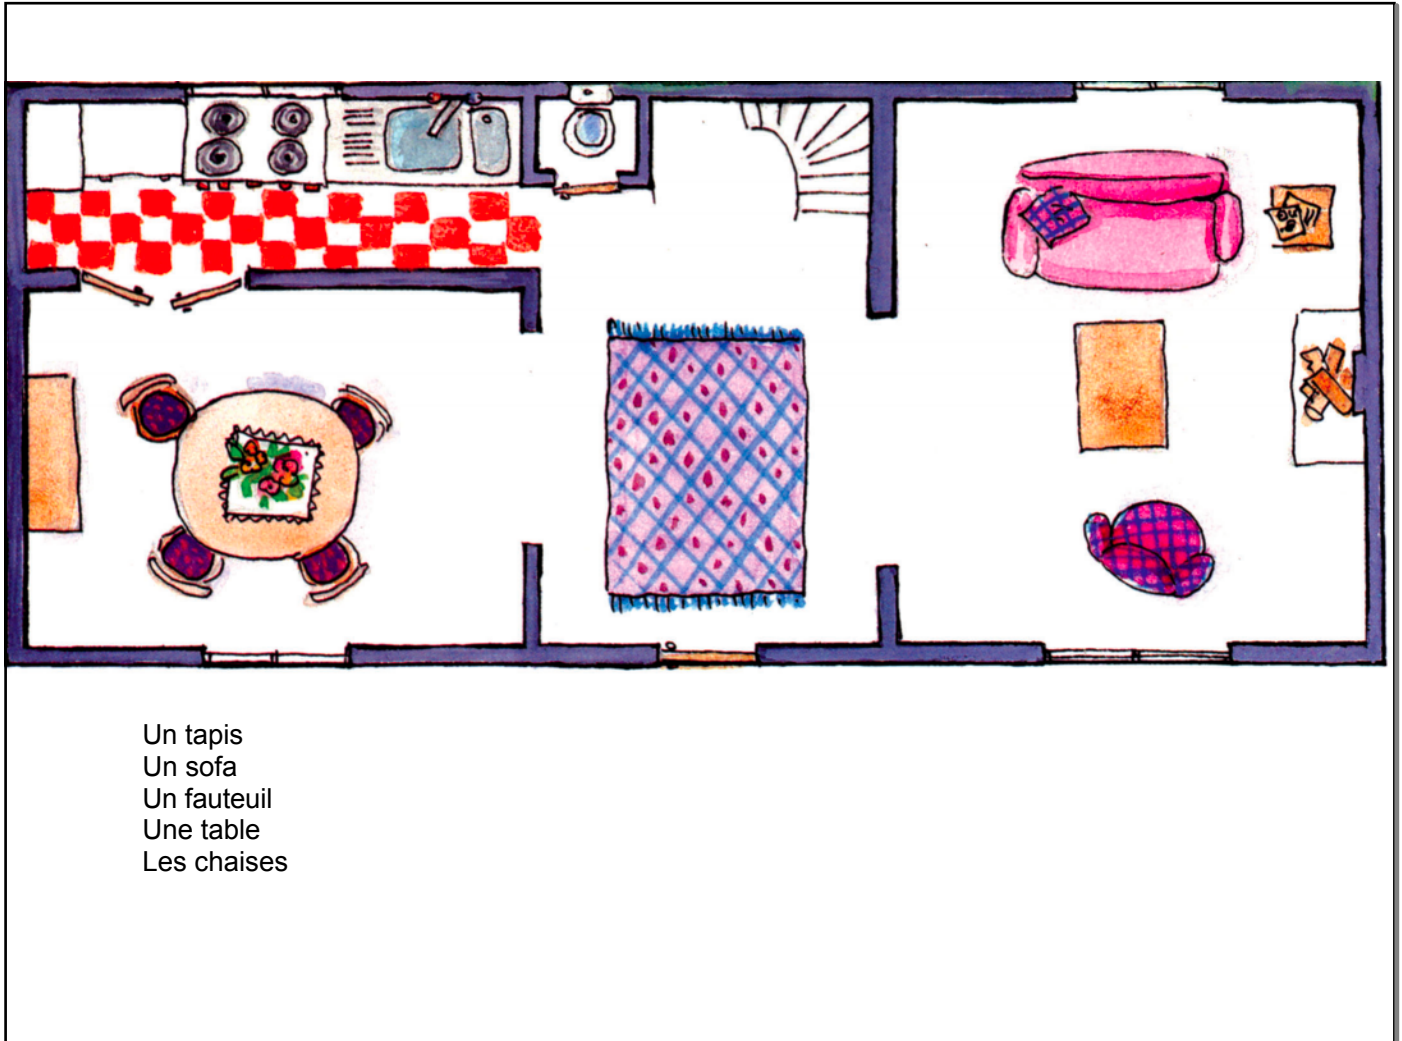 Un tapis
Un sofa
Un fauteuil
Une table
Les chaises